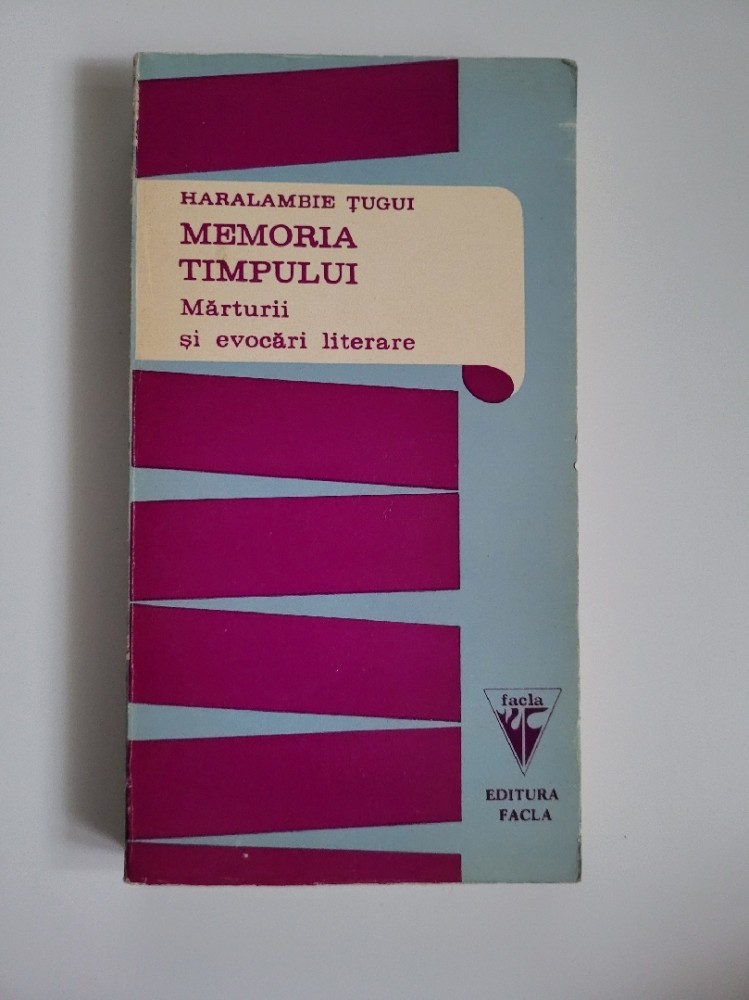 HARALAMBIE ŢUGUI
MEMORIA
TIMPULUI
Mărturii
şi evocări literare
facla
EDITURA
FACLA